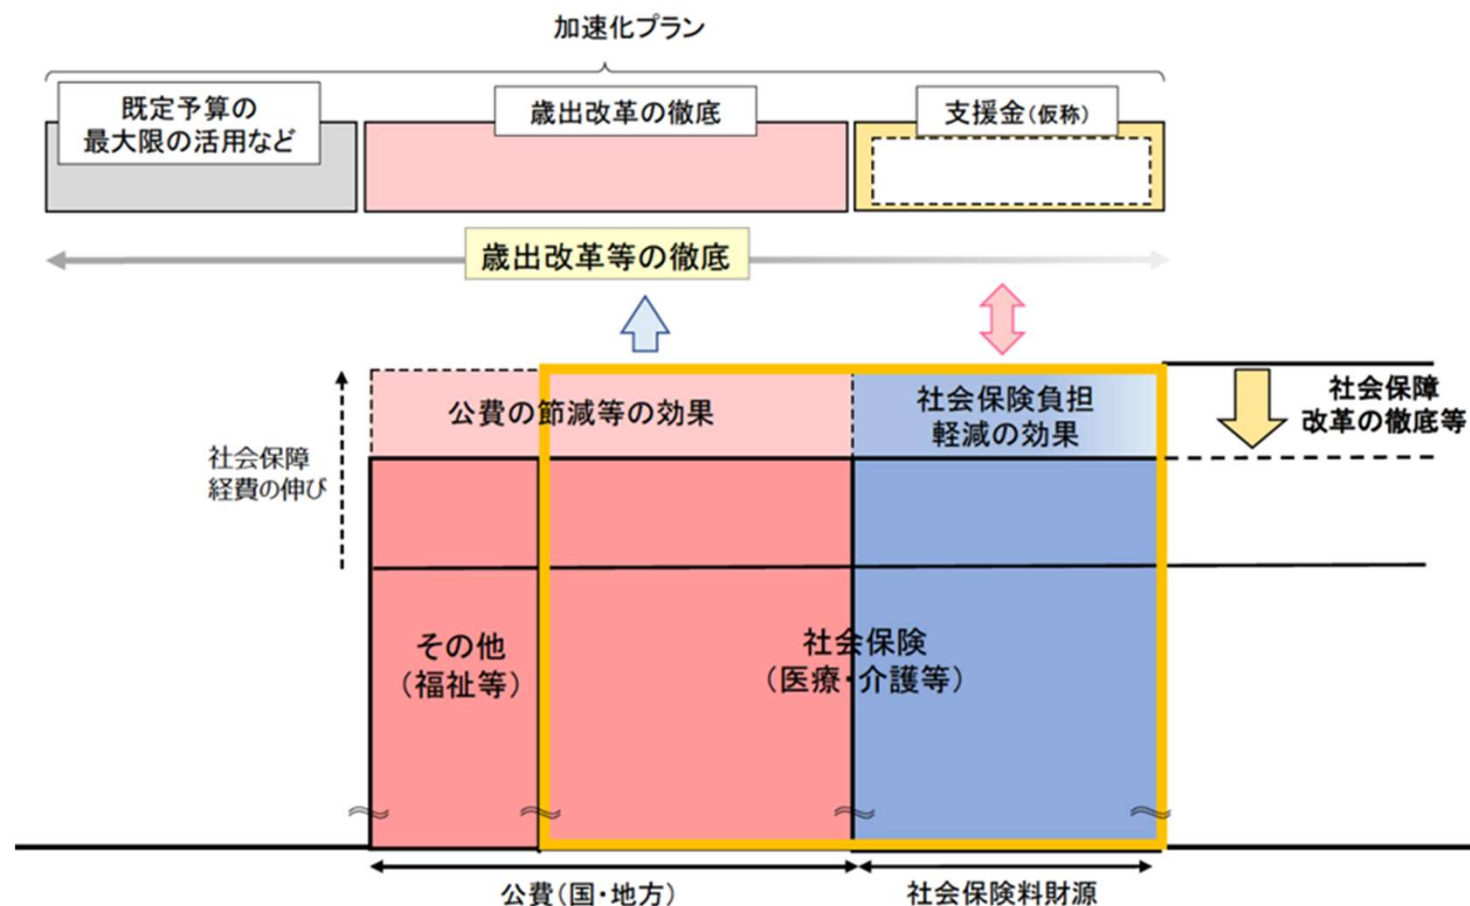 加速化プラン
既定予算の
最大限の活用など
歳出改革の徹底
支援金(仮称)
歳出改革等の徹底
公費の節減等の効果
社会保険負担
軽減の効果
社会保障
改革の徹底等
社会保障
経費の伸び
その他
(福祉等)
社会保険
(医療・介護等)
公費(国・地方)
社会保険料財源